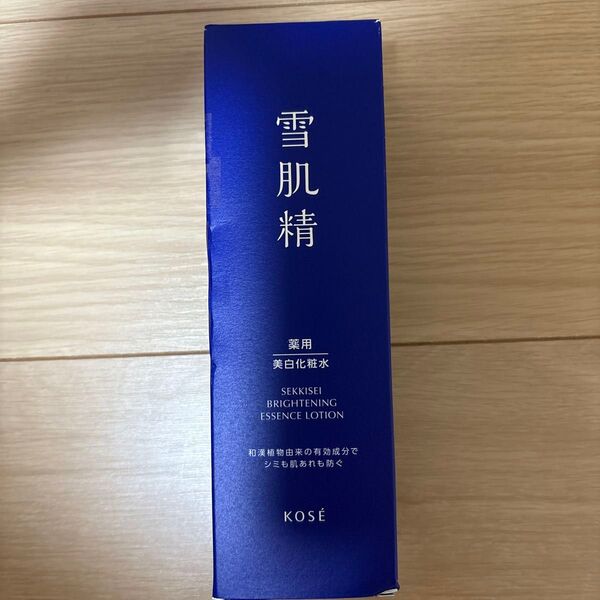 雪肌精
薬用
美白化粧水
SEKKISEI
BRIGHTENING
ESSENCE LOTION
和漢植物由来の有効成分で
シミも肌あれも防ぐ
KOSÉ